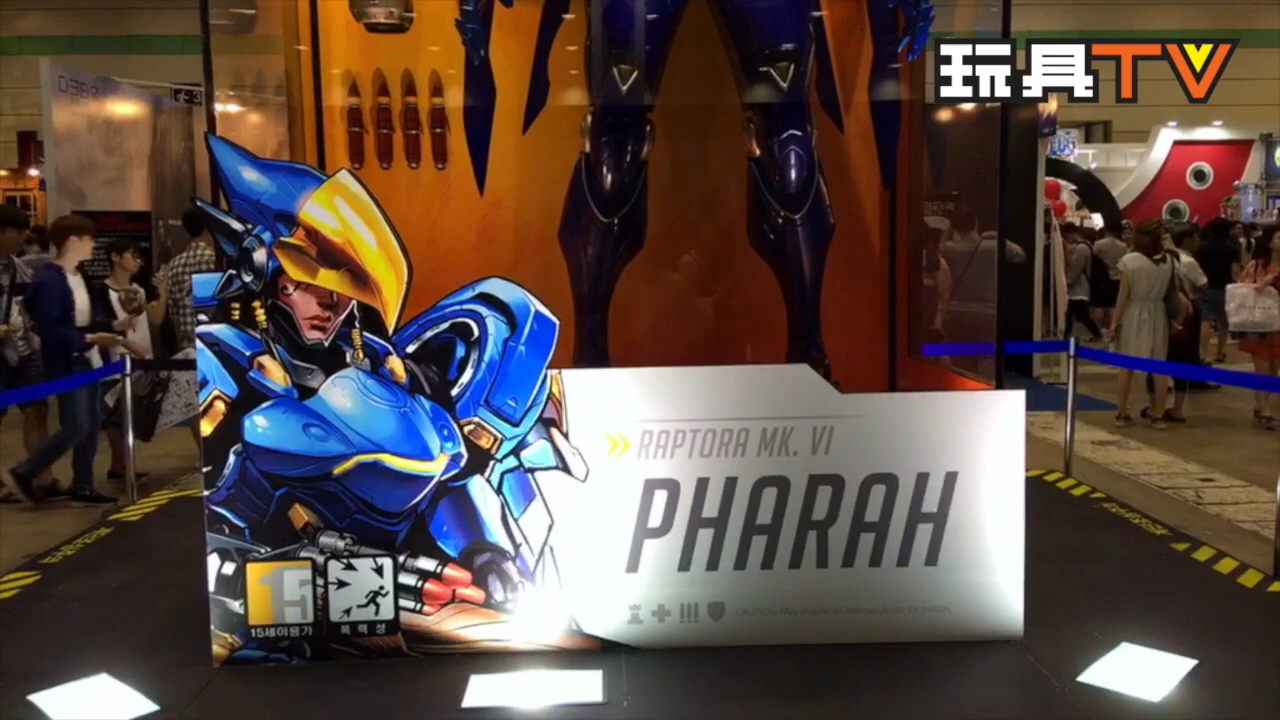 玩具TV
RAPTORA MK. VI
PHARAH
CAUTION: May inspire an intense desire for justice.
15
15세이용가
폭력성